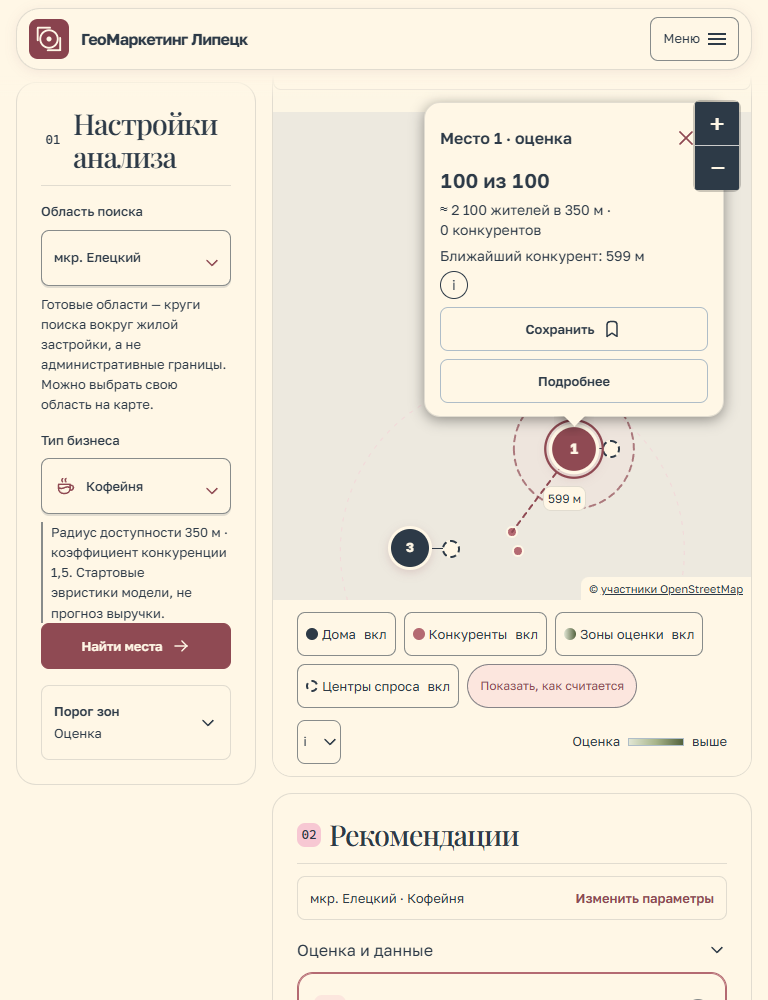 ГеоМаркетинг Липецк
Меню
01
Настройки
анализа
Область поиска
мкр. Елецкий
Готовые области — круги
поиска вокруг жилой
застройки, а не
административные границы.
Можно выбрать свою
область на карте.
Тип бизнеса
Кофейня
Радиус доступности 350 м ·
коэффициент конкуренции
1,5. Стартовые
эвристики модели, не
прогноз выручки.
Найти места
Порог зон
Оценка
Место 1 · оценка
+
−
100 из 100
≈ 2 100 жителей в 350 м ·
0 конкурентов
Ближайший конкурент: 599 м
i
Сохранить
Подробнее
1
599 м
3
© участники OpenStreetMap
Дома вкл
Конкуренты вкл
Зоны оценки вкл
Центры спроса вкл
Показать, как считается
i
Оценка
выше
02
Рекомендации
мкр. Елецкий · Кофейня
Изменить параметры
Оценка и данные